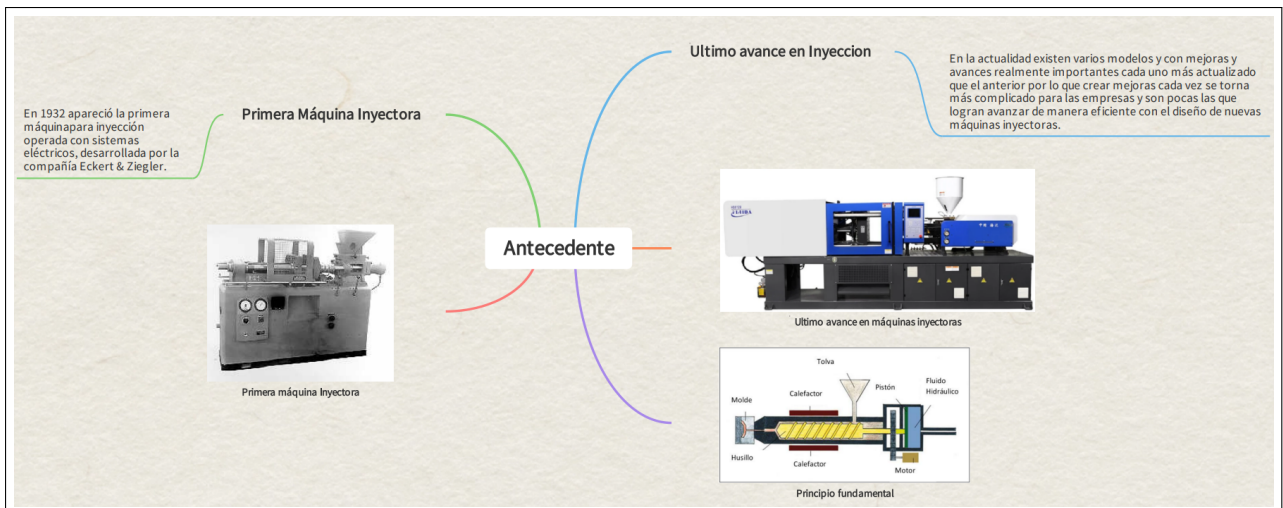 Ultimo avance en Inyeccion
En la actualidad existen varios modelos y con mejoras y
avances realmente importantes cada uno más actualizado
que el anterior por lo que crear mejoras cada vez se torna
más complicado para las empresas y son pocas las que
logran avanzar de manera eficiente con el diseño de nuevas
máquinas inyectoras.
Primera Máquina Inyectora
En 1932 apareció la primera
máquinapara inyección
operada con sistemas
eléctricos, desarrollada por la
compañía Eckert & Ziegler.
Antecedente
Primera máquina Inyectora
Ultimo avance en máquinas inyectoras
Tolva
Molde
Calefactor
Pistón
Fluido
Hidráulico
Husillo
Calefactor
Motor
Principio fundamental